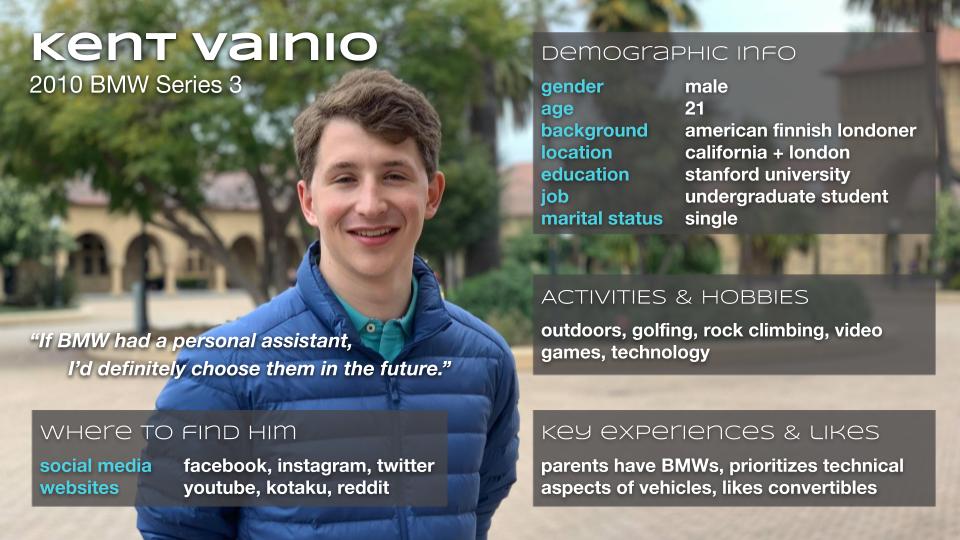 Kent Vainio
2010 BMW Series 3
“If BMW had a personal assistant,
I’d definitely choose them in the future.”
Where to find him
social media facebook, instagram, twitter
websites youtube, kotaku, reddit
Demographic info
gender male
age 21
background american finnish londoner
location california + london
education stanford university
job undergraduate student
marital status single
Activities & Hobbies
outdoors, golfing, rock climbing, video
games, technology
Key experiences & likes
parents have BMWs, prioritizes technical
aspects of vehicles, likes convertibles